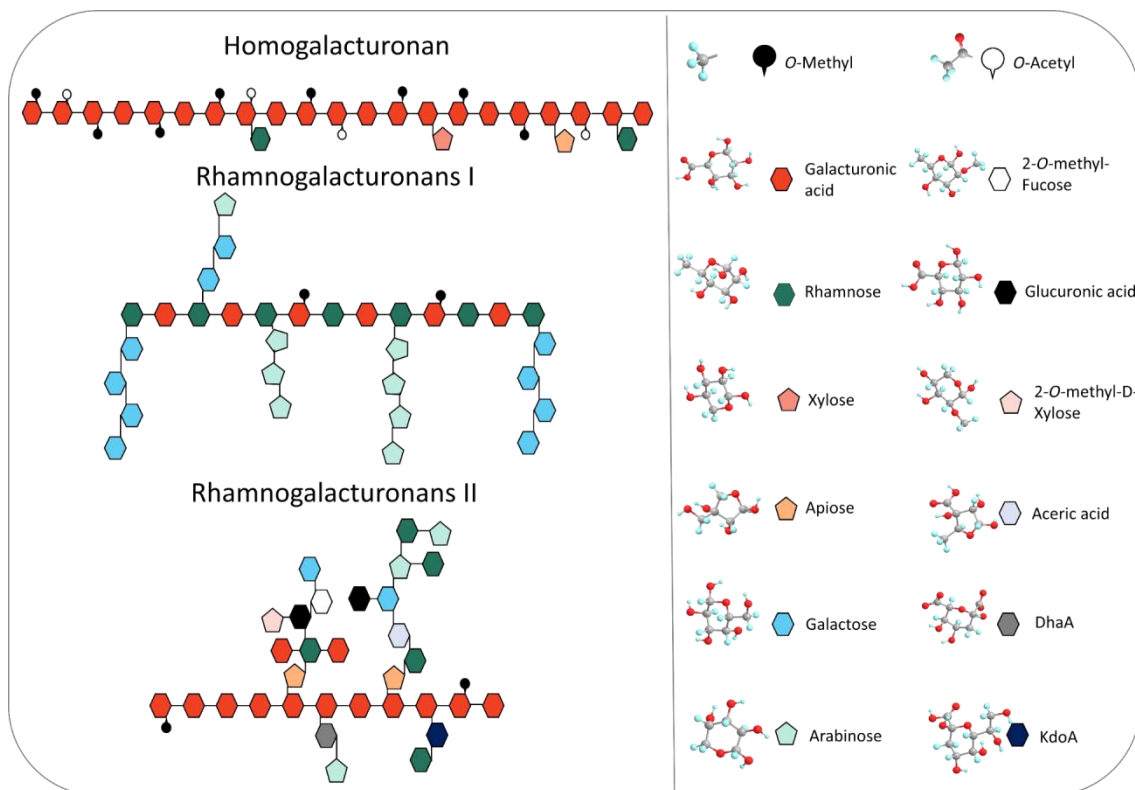 Homogalacturonan
Rhamnogalacturonans I
Rhamnogalacturonans II
O-Methyl
O-Acetyl
Galacturonic
acid
2-O-methyl-
Fucose
Rhamnose
Glucuronic acid
Xylose
2-O-methyl-D-
Xylose
Apiose
Aceric acid
Galactose
DhaA
Arabinose
KdoA